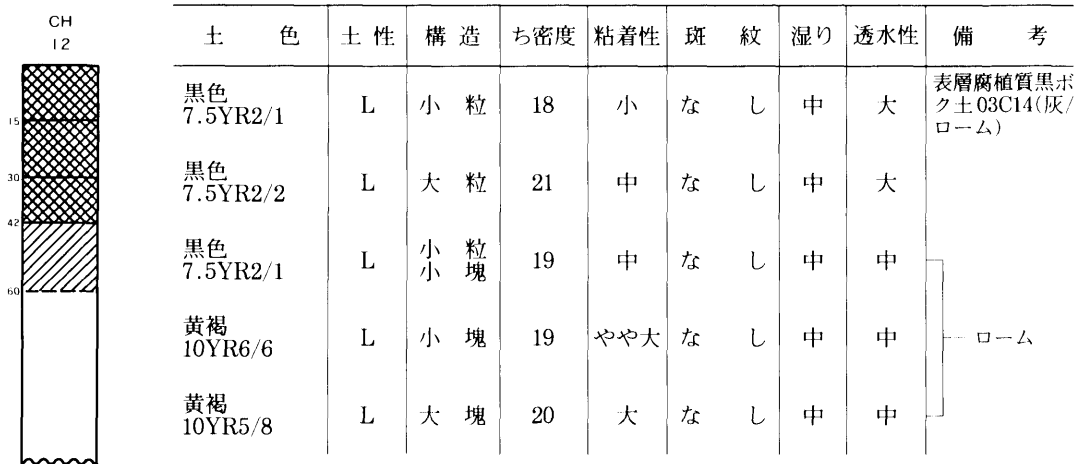 CH
12
15
30
42
60
土 色 土性 構造 ち密度 粘着性 斑紋 湿り 透水性 備考
黒色
7.5YR2/1 L 小粒 18 小 なし 中 大
表層腐植質黒ボ
ク土03C14(灰/
ローム)
黒色
7.5YR2/2 L 大粒 21 中 なし 中 大
黒色
7.5YR2/1 L 小粒
小塊 19 中 なし 中 中
黄褐
10YR6/6 L 小塊 19 やや大 なし 中 中
ローム
黄褐
10YR5/8 L 大塊 20 大 なし 中 中